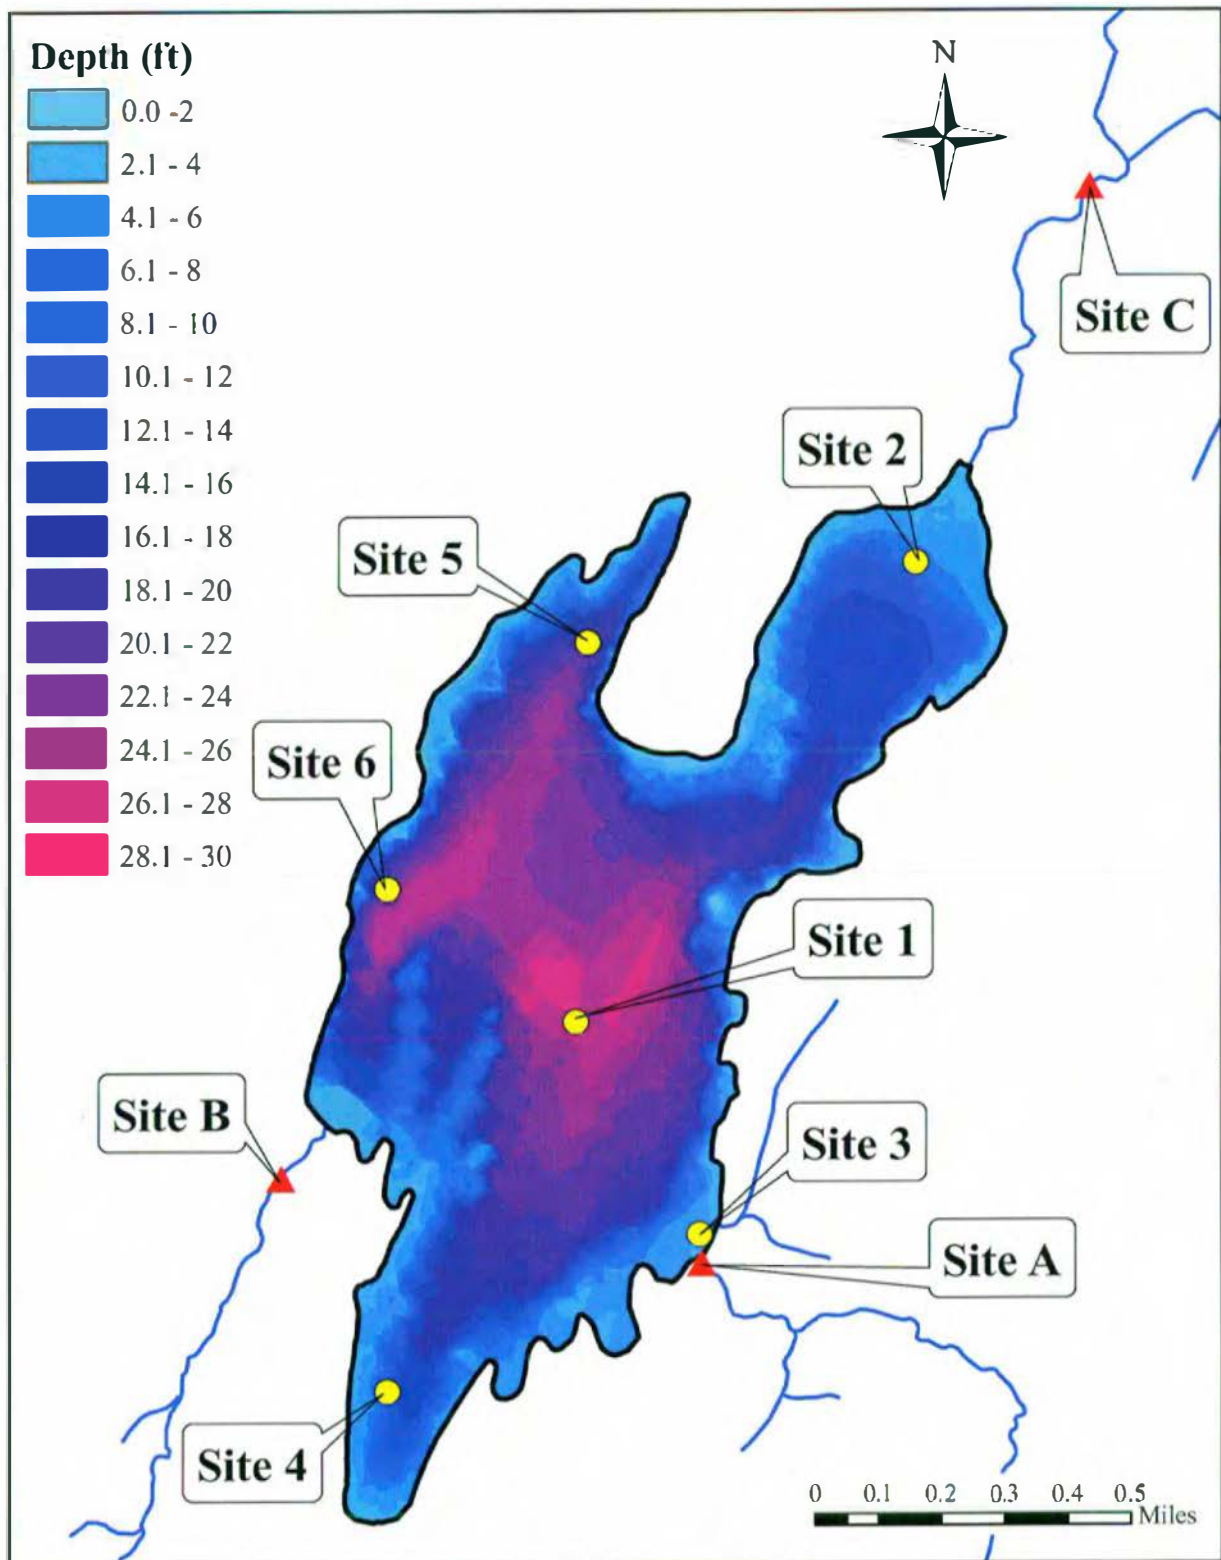 Depth (ft)
0.0 -2
2.1 - 4
4.1 - 6
6.1 - 8
8.1 - 10
10.1 - 12
12.1 - 14
14.1 - 16
16.1 - 18
18.1 - 20
20.1 - 22
22.1 - 24
24.1 - 26
26.1 - 28
28.1 - 30
N
Site C
Site 2
Site 5
Site 6
Site 1
Site B
Site 3
Site A
Site 4
0 0.1 0.2 0.3 0.4 0.5
Miles